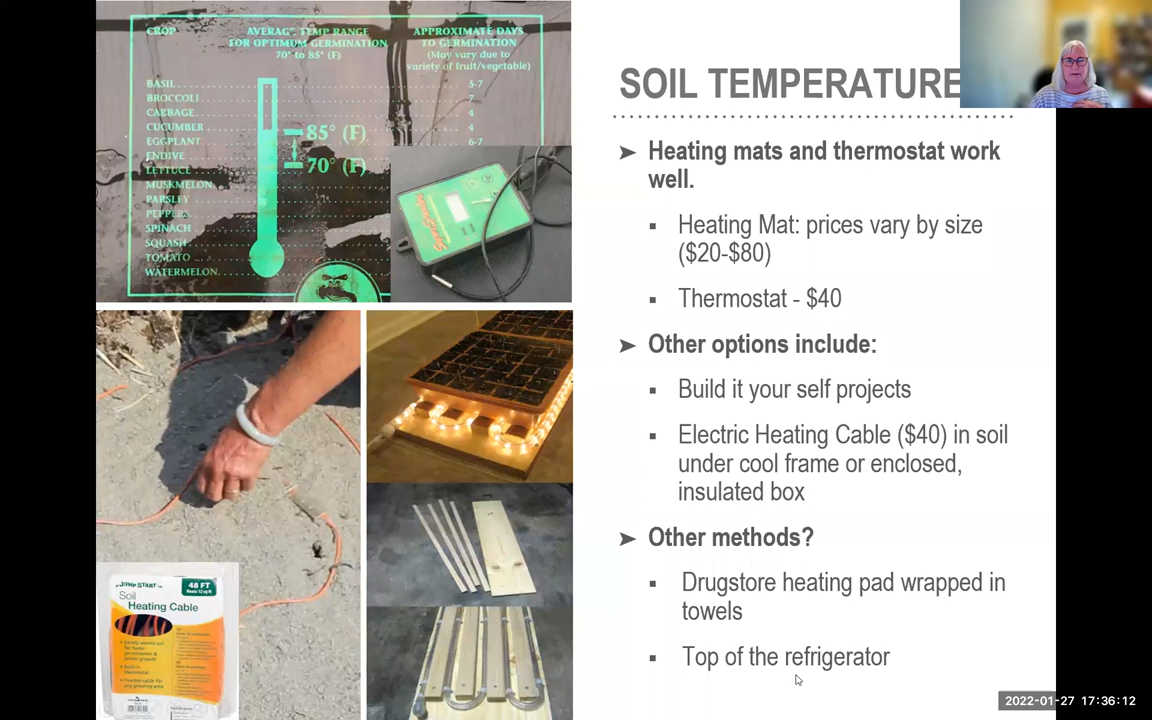 CROP
AVERAG. TEMP RANGE
FOR OPTIMUM GERMINATION
70° to 85° (F)
APPROXIMATE DAYS
TO GERMINATION
(May vary due to
variety of fruit/vegetable)
BASIL 5-7
BROCCOLI 7
CABBAGE 4
CUCUMBER 4
EGGPLANT 6-7
ENDIVE
LETTUCE
MUSKMELON
PARSLEY
PEPPERS
SPINACH
SQUASH
TOMATO
WATERMELON
85° (F)
70° (F)
JUMP START
48 FT
Soil
Heating Cable
SOIL TEMPERATURE
Heating mats and thermostat work
well.
Heating Mat: prices vary by size
($20-$80)
Thermostat - $40
Other options include:
Build it your self projects
Electric Heating Cable ($40) in soil
under cool frame or enclosed,
insulated box
Other methods?
Drugstore heating pad wrapped in
towels
Top of the refrigerator
2022-01-27 17:36:12